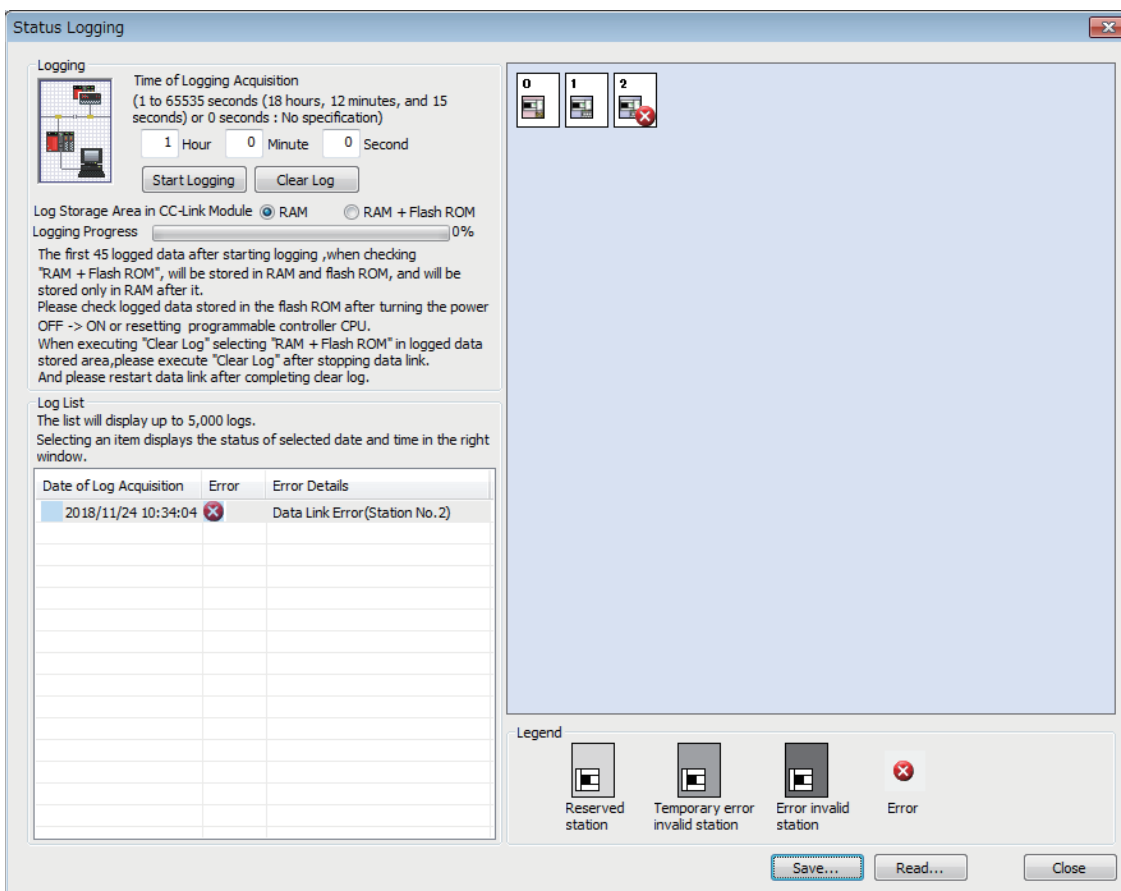 Status Logging
Logging
Time of Logging Acquisition
(1 to 65535 seconds (18 hours, 12 minutes, and 15
seconds) or 0 seconds : No specification)
1 Hour 0 Minute 0 Second
Start Logging Clear Log
Log Storage Area in CC-Link Module RAM RAM + Flash ROM
Logging Progress 0%
The first 45 logged data after starting logging ,when checking
"RAM + Flash ROM", will be stored in RAM and flash ROM, and will be
stored only in RAM after it.
Please check logged data stored in the flash ROM after turning the power
OFF -> ON or resetting programmable controller CPU.
When executing "Clear Log" selecting "RAM + Flash ROM" in logged data
stored area,please execute "Clear Log" after stopping data link.
And please restart data link after completing clear log.
Log List
The list will display up to 5,000 logs.
Selecting an item displays the status of selected date and time in the right
window.
Date of Log Acquisition Error Error Details
2018/11/24 10:34:04 Data Link Error(Station No.2)
0 1 2
Legend
Reserved
station
Temporary error
invalid station
Error invalid
station
Error
Save... Read... Close